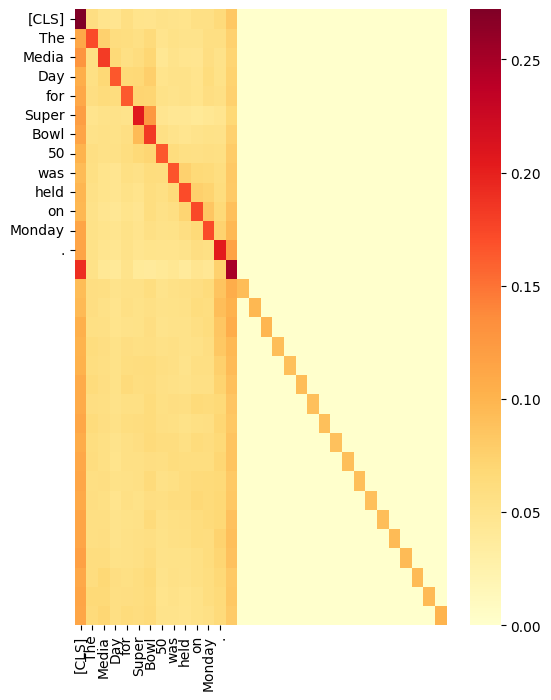 [CLS]
The
Media
Day
for
Super
Bowl
50
was
held
on
Monday
.
0.25
0.20
0.15
0.10
0.05
0.00
[CLS]
The
Media
Day
for
Super
Bowl
50
was
held
on
Monday
.